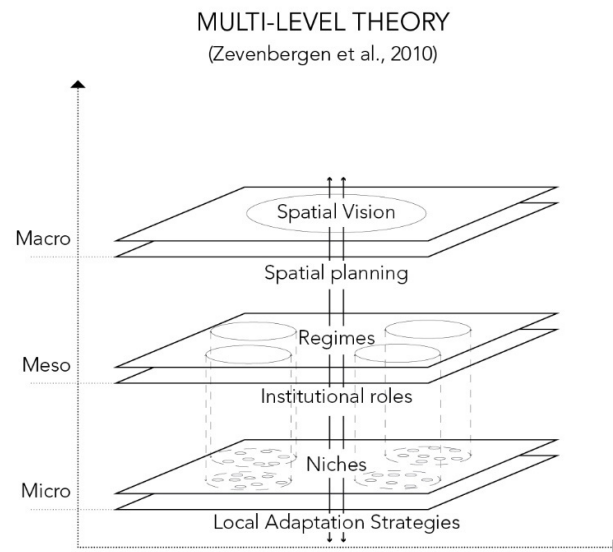 MULTI-LEVEL THEORY
(Zevenbergen et al., 2010)
Spatial Vision
Macro
Spatial planning
Regimes
Meso
Institutional roles
Niches
Micro
Local Adaptation Strategies